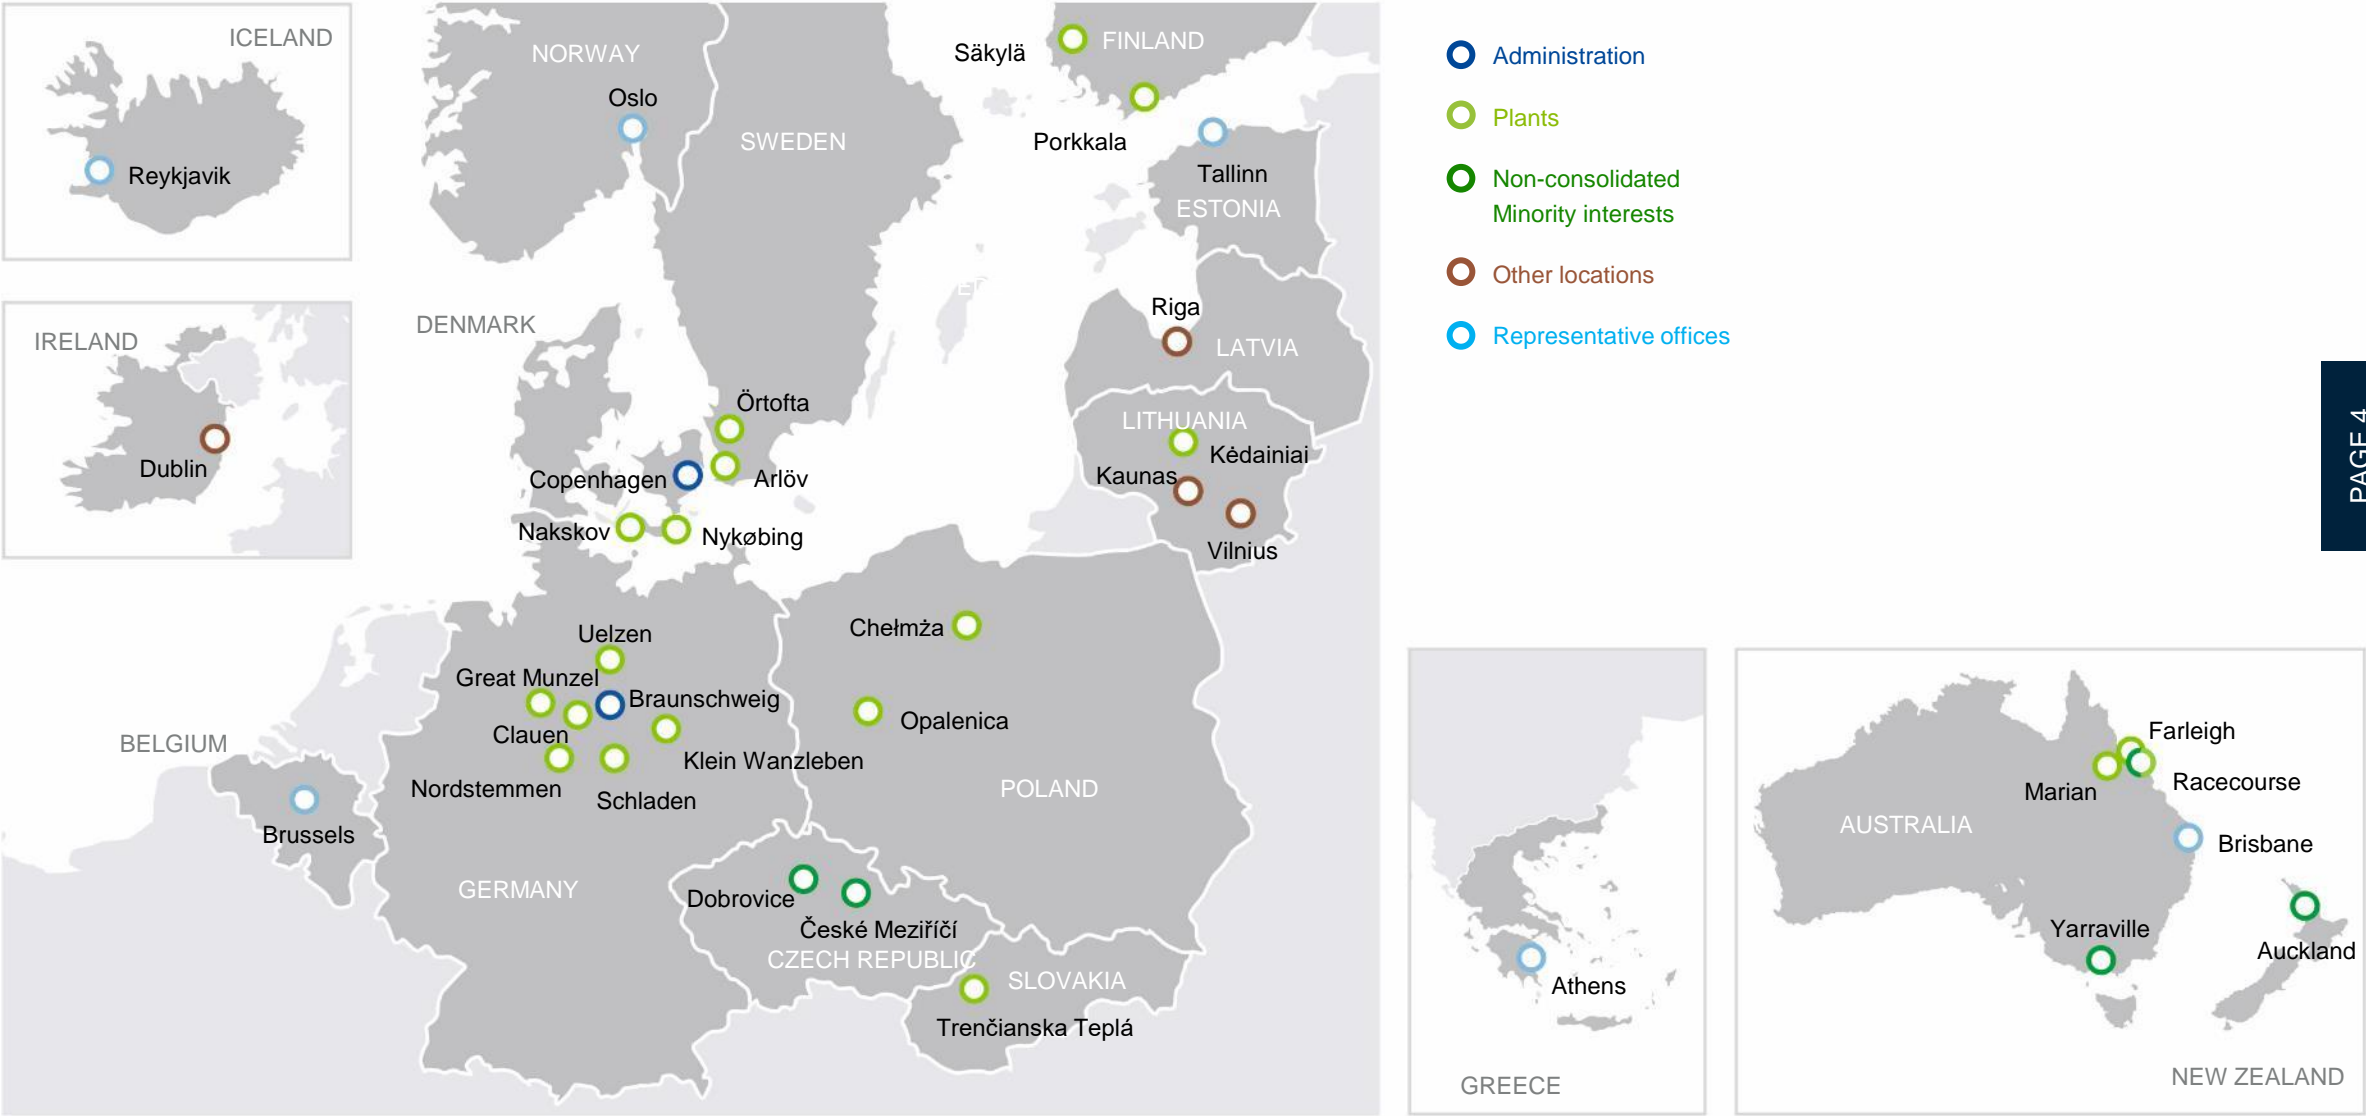 ICELAND
Reykjavik
IRELAND
Dublin
NORWAY
Oslo
SWEDEN
Säkylä
FINLAND
Porkkala
Tallinn
ESTONIA
Riga
LATVIA
LITHUANIA
Kėdainiai
Kaunas
Vilnius
DENMARK
Örtofta
Copenhagen
Arlöv
Nakskov
Nykøbing
Uelzen
Great Munzel
Braunschweig
Clauen
Klein Wanzleben
Nordstemmen
Schladen
GERMANY
BELGIUM
Brussels
Chełmża
Opalenica
POLAND
Dobrovice
České Meziříčí
CZECH REPUBLIC
SLOVAKIA
Trenčianska Teplá
Administration
Plants
Non-consolidated
Minority interests
Other locations
Representative offices
PAGE 4
Athens
GREECE
Farleigh
Racecourse
Marian
AUSTRALIA
Brisbane
Yarraville
Auckland
NEW ZEALAND